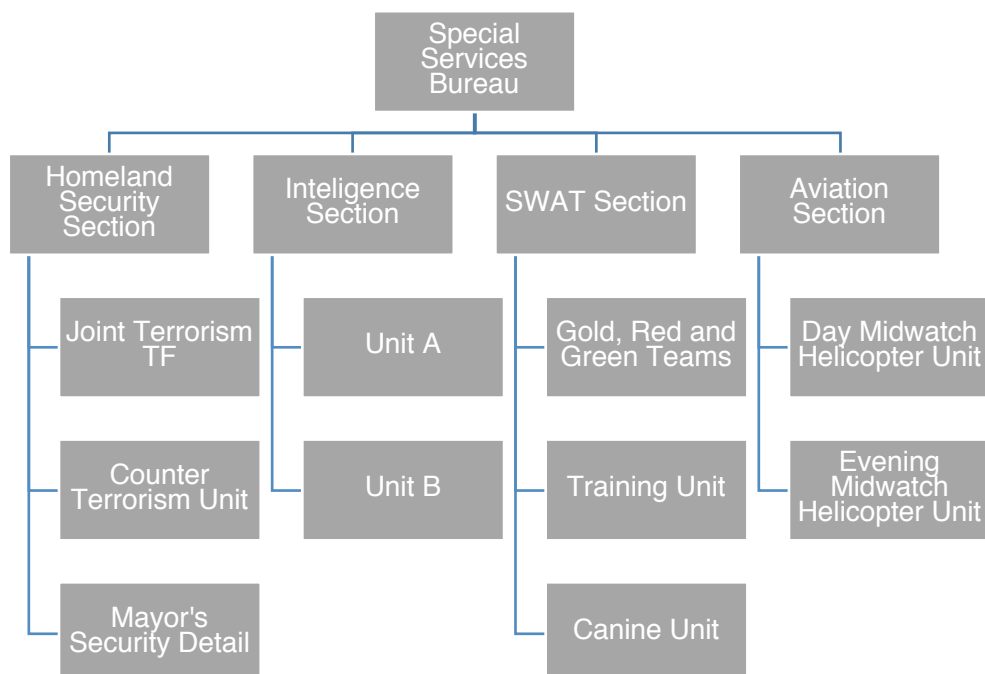 Special
Services
Bureau
Homeland
Security
Section
Inteligence
Section
SWAT Section
Aviation
Section
Joint Terrorism
TF
Unit A
Gold, Red and
Green Teams
Day Midwatch
Helicopter Unit
Counter
Terrorism Unit
Unit B
Training Unit
Evening
Midwatch
Helicopter Unit
Mayor's
Security Detail
Canine Unit